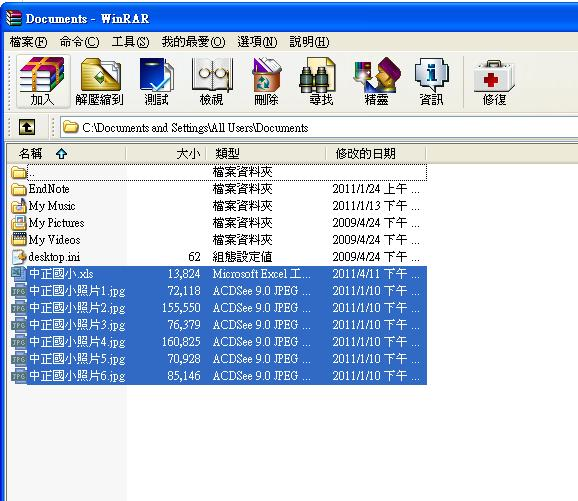 Documents - WinRAR
檔案(F) 命令(C) 工具(S) 我的最愛(O) 選項(N) 說明(H)
加入 解壓縮到 測試 檢視 刪除 尋找 精靈 資訊 修復
C:\Documents and Settings\All Users\Documents
名稱 大小 類型 修改的日期
.. 檔案資料夾
EndNote 檔案資料夾 2011/1/24 上午 ...
My Music 檔案資料夾 2011/1/13 下午 ...
My Pictures 檔案資料夾 2009/4/24 下午 ...
My Videos 檔案資料夾 2009/4/24 下午 ...
desktop.ini 62 組態設定值 2009/4/24 下午 ...
中正國小.xls 13,824 Microsoft Excel 工... 2011/4/11 下午 ...
中正國小照片1.jpg 72,118 ACDSee 9.0 JPEG ... 2011/1/10 下午 ...
中正國小照片2.jpg 155,550 ACDSee 9.0 JPEG ... 2011/1/10 下午 ...
中正國小照片3.jpg 76,379 ACDSee 9.0 JPEG ... 2011/1/10 下午 ...
中正國小照片4.jpg 160,825 ACDSee 9.0 JPEG ... 2011/1/10 下午 ...
中正國小照片5.jpg 70,928 ACDSee 9.0 JPEG ... 2011/1/10 下午 ...
中正國小照片6.jpg 85,146 ACDSee 9.0 JPEG ... 2011/1/10 下午 ...